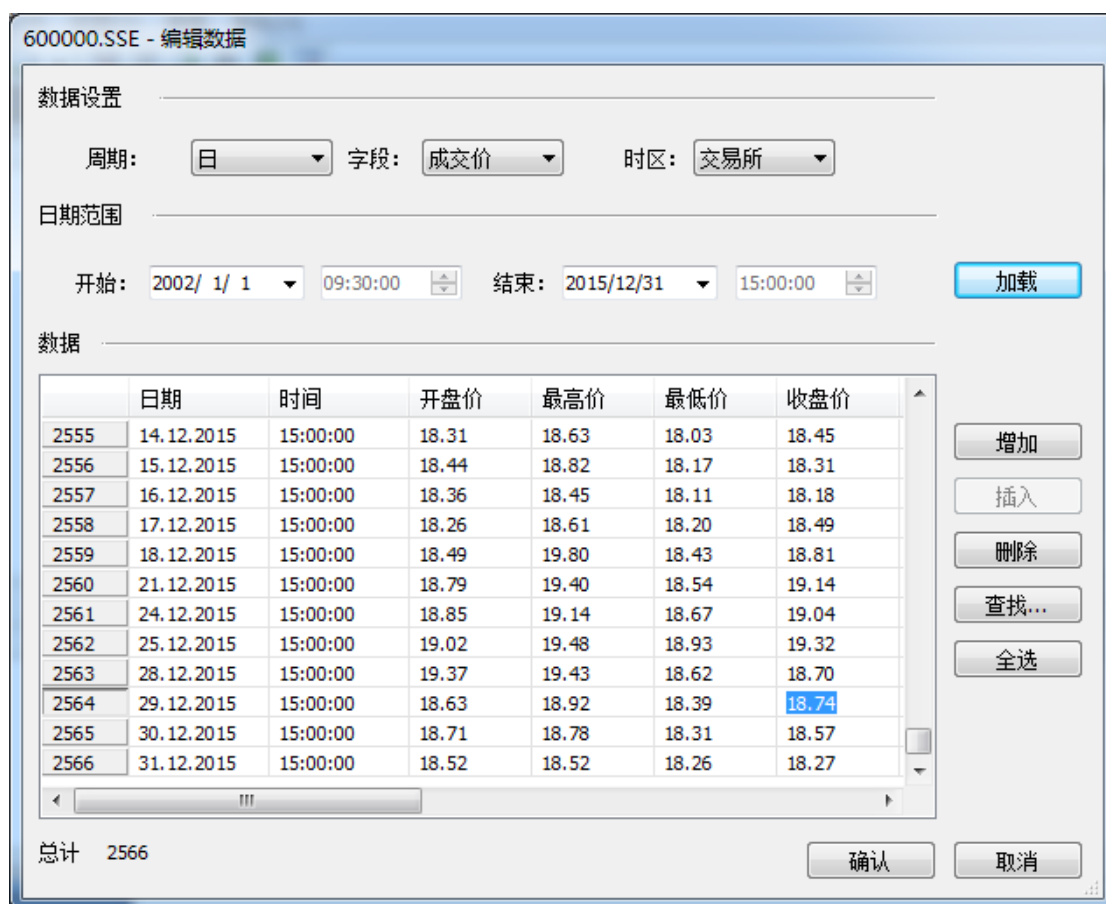 600000.SSE - 编辑数据
数据设置
周期: 日 字段: 成交价 时区: 交易所
日期范围
开始: 2002/ 1/ 1 09:30:00 结束: 2015/12/31 15:00:00 加载
数据
日期 时间 开盘价 最高价 最低价 收盘价
2555 14.12.2015 15:00:00 18.31 18.63 18.03 18.45
增加
2556 15.12.2015 15:00:00 18.44 18.82 18.17 18.31
2557 16.12.2015 15:00:00 18.36 18.45 18.11 18.18
插入
2558 17.12.2015 15:00:00 18.26 18.61 18.20 18.49
2559 18.12.2015 15:00:00 18.49 19.80 18.43 18.81
删除
2560 21.12.2015 15:00:00 18.79 19.40 18.54 19.14
2561 24.12.2015 15:00:00 18.85 19.14 18.67 19.04
查找...
2562 25.12.2015 15:00:00 19.02 19.48 18.93 19.32
2563 28.12.2015 15:00:00 19.37 19.43 18.62 18.70
全选
2564 29.12.2015 15:00:00 18.63 18.92 18.39 18.74
2565 30.12.2015 15:00:00 18.71 18.78 18.31 18.57
2566 31.12.2015 15:00:00 18.52 18.52 18.26 18.27
总计 2566
确认 取消